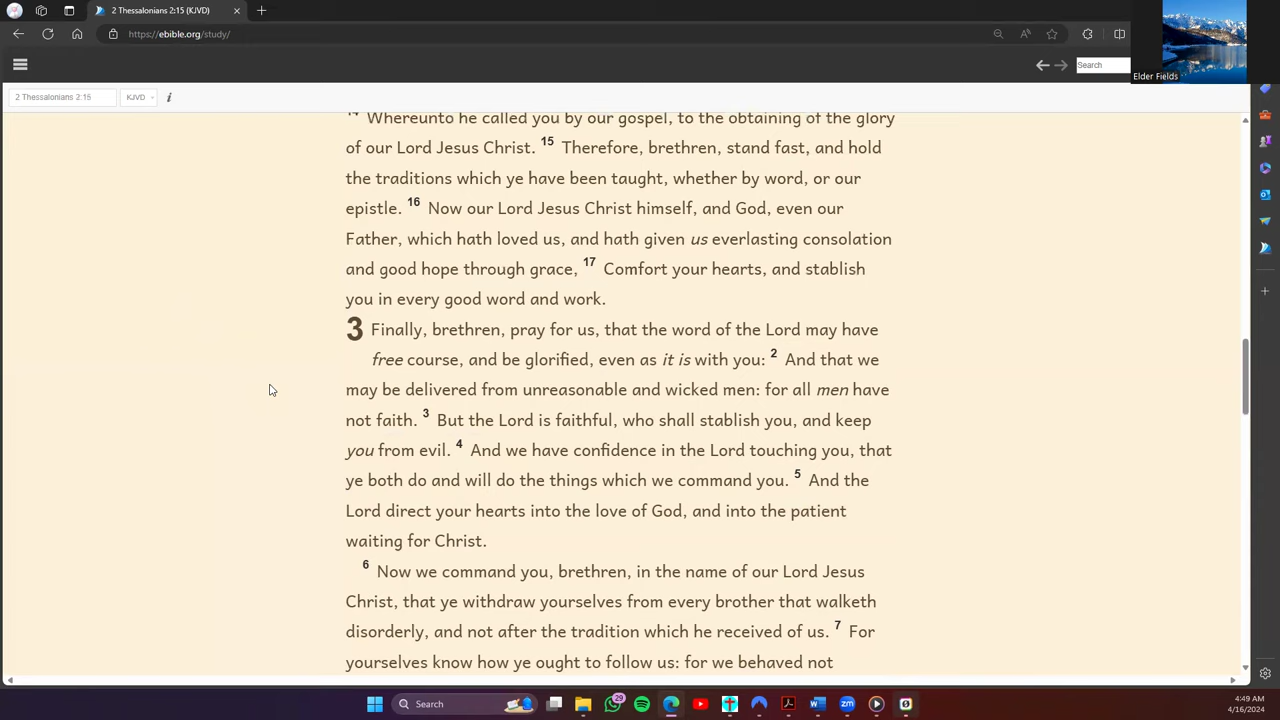 2 Thessalonians 2:15 (KJVD)
https://ebible.org/study/
Search
Elder Fields
2 Thessalonians 2:15 KJVD i
14 Whereunto he called you by our gospel, to the obtaining of the glory
of our Lord Jesus Christ. 15 Therefore, brethren, stand fast, and hold
the traditions which ye have been taught, whether by word, or our
epistle. 16 Now our Lord Jesus Christ himself, and God, even our
Father, which hath loved us, and hath given us everlasting consolation
and good hope through grace, 17 Comfort your hearts, and stablish
you in every good word and work.
3 Finally, brethren, pray for us, that the word of the Lord may have
free course, and be glorified, even as it is with you: 2 And that we
may be delivered from unreasonable and wicked men: for all men have
not faith. 3 But the Lord is faithful, who shall stablish you, and keep
you from evil. 4 And we have confidence in the Lord touching you, that
ye both do and will do the things which we command you. 5 And the
Lord direct your hearts into the love of God, and into the patient
waiting for Christ.
6 Now we command you, brethren, in the name of our Lord Jesus
Christ, that ye withdraw yourselves from every brother that walketh
disorderly, and not after the tradition which he received of us. 7 For
yourselves know how ye ought to follow us: for we behaved not
Search
29
4:49 AM
4/16/2024